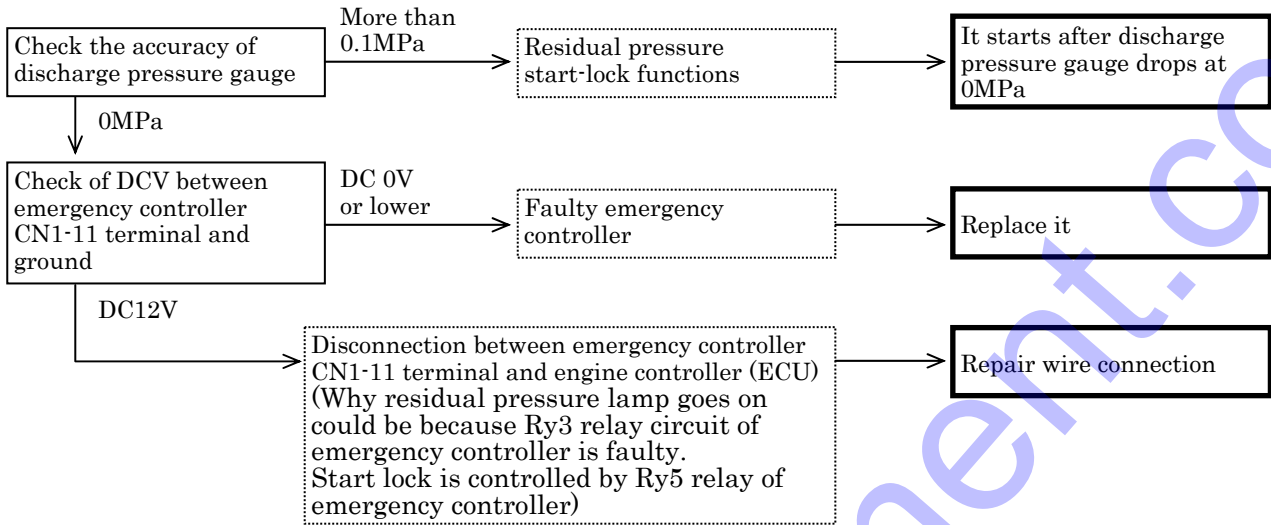 Check the accuracy of
discharge pressure gauge
More than
0.1MPa
Residual pressure
start-lock functions
It starts after discharge
pressure gauge drops at
0MPa
0MPa
Check of DCV between
emergency controller
CN1-11 terminal and
ground
DC 0V
or lower
Faulty emergency
controller
Replace it
DC12V
Disconnection between emergency controller
CN1-11 terminal and engine controller (ECU)
(Why residual pressure lamp goes on
could be because Ry3 relay circuit of
emergency controller is faulty.
Start lock is controlled by Ry5 relay of
emergency controller)
Repair wire connection
ment.co